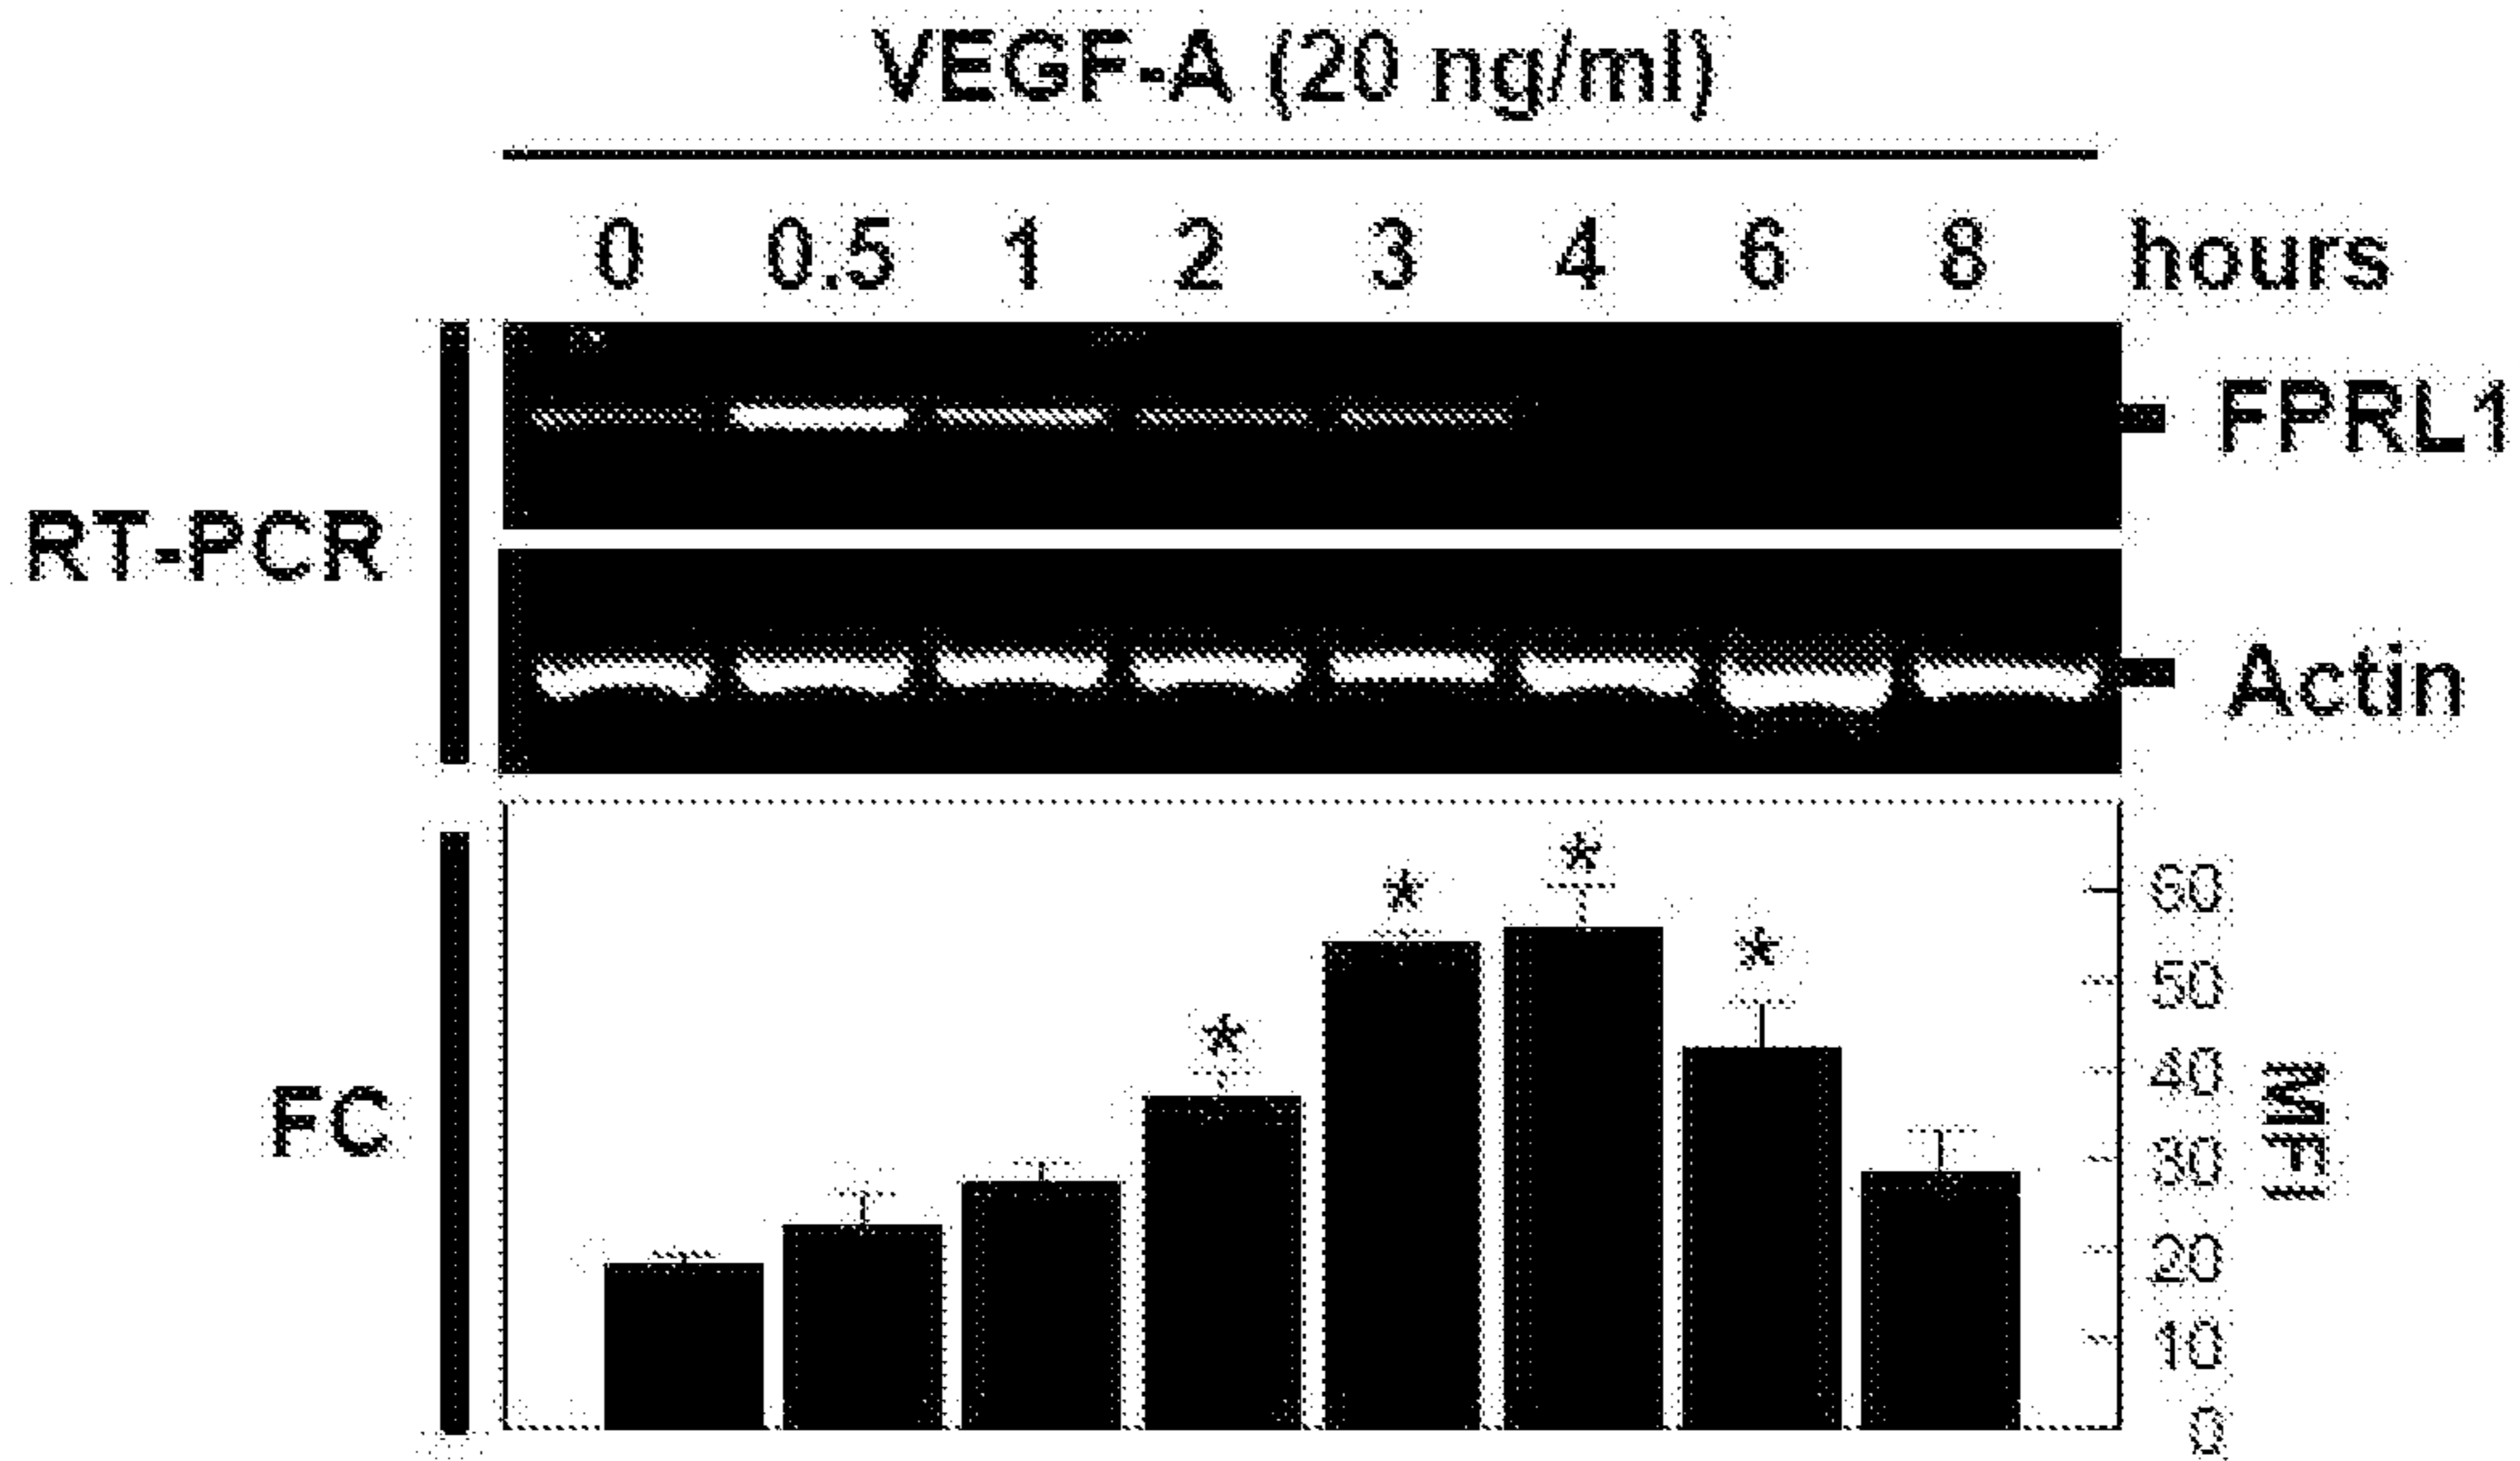 VEGF-A (20 ng/ml)
0 0.5 1 2 3 4 6 8 hours
FPRL1
RT-PCR
Actin
* * * *
60
50
40
30
20
10
0
FC
MFI